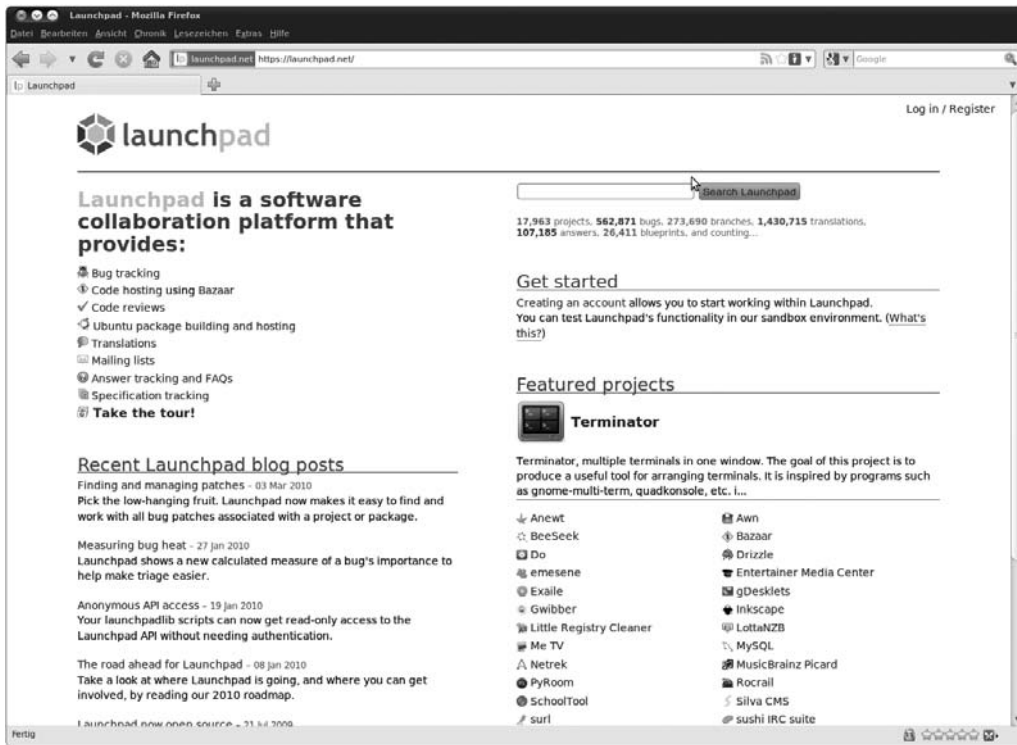 Launchpad - Mozilla Firefox
Datei Bearbeiten Ansicht Chronik Lesezeichen Extras Hilfe
lp launchpad.net https://launchpad.net/
Google
lp Launchpad
Log in / Register
launchpad
Launchpad is a software
collaboration platform that
provides:
Bug tracking
Code hosting using Bazaar
Code reviews
Ubuntu package building and hosting
Translations
Mailing lists
Answer tracking and FAQs
Specification tracking
Take the tour!
Recent Launchpad blog posts
Finding and managing patches - 03 Mar 2010
Pick the low-hanging fruit. Launchpad now makes it easy to find and
work with all bug patches associated with a project or package.
Measuring bug heat - 27 Jan 2010
Launchpad shows a new calculated measure of a bug's importance to
help make triage easier.
Anonymous API access - 19 Jan 2010
Your launchpadlib scripts can now get read-only access to the
Launchpad API without needing authentication.
The road ahead for Launchpad - 08 Jan 2010
Take a look at where Launchpad is going, and where you can get
involved, by reading our 2010 roadmap.
Launchpad now open source - 21 Jul 2009
Search Launchpad
17,963 projects, 562,871 bugs, 273,690 branches, 1,430,715 translations,
107,185 answers, 26,411 blueprints, and counting...
Get started
Creating an account allows you to start working within Launchpad.
You can test Launchpad's functionality in our sandbox environment. (What's
this?)
Featured projects
Terminator
Terminator, multiple terminals in one window. The goal of this project is to
produce a useful tool for arranging terminals. It is inspired by programs such
as gnome-multi-term, quadkonsole, etc. i...
Anewt
BeeSeek
Do
emesene
Exaile
Gwibber
Little Registry Cleaner
Me TV
Netrek
PyRoom
SchoolTool
surl
Awn
Bazaar
Drizzle
Entertainer Media Center
gDesklets
Inkscape
LottaNZB
MySQL
MusicBrainz Picard
Rocrail
Silva CMS
sushi IRC suite
Fertig